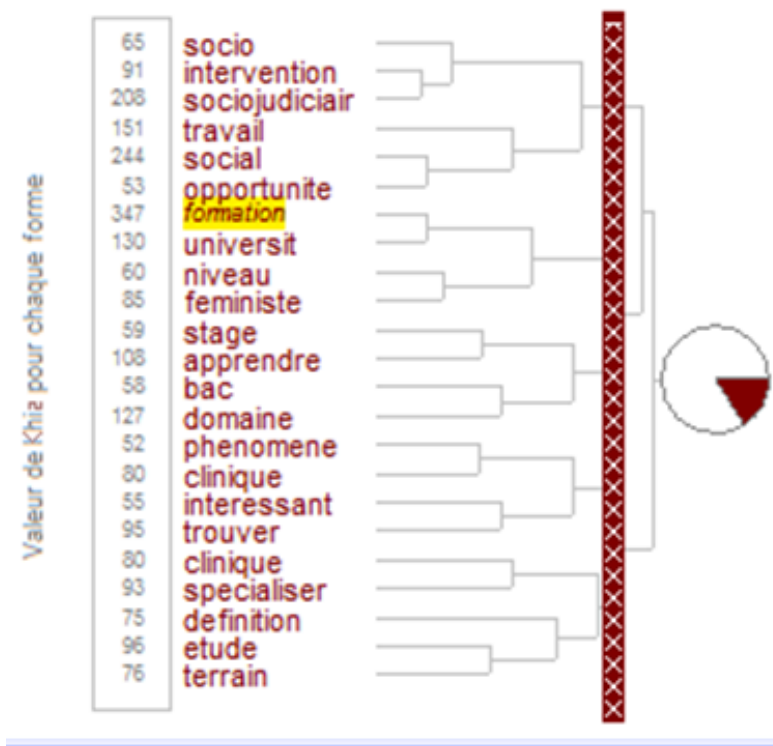 Valeur de Khi2 pour chaque forme
65 socio
91 intervention
208 sociojudiciair
151 travail
244 social
53 opportunite
347 formation
130 universit
60 niveau
85 feministe
59 stage
108 apprendre
58 bac
127 domaine
52 phenomene
80 clinique
55 interessant
95 trouver
80 clinique
93 specialiser
75 definition
96 etude
76 terrain